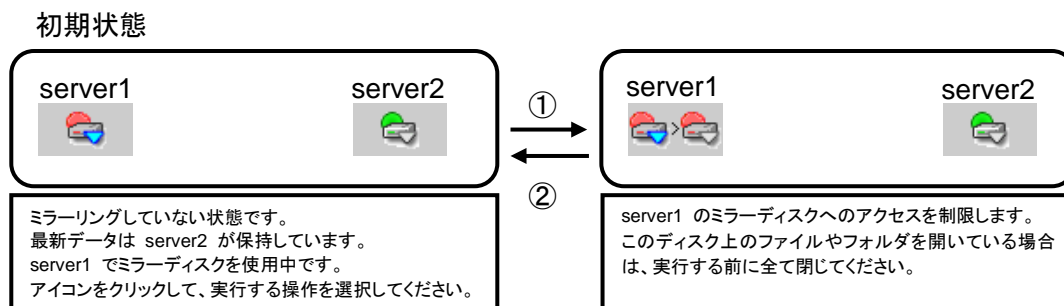 初期状態
server1
server2
①
②
server1
>
server2
ミラーリングしていない状態です。
最新データは server2 が保持しています。
server1 でミラーディスクを使用中です。
アイコンをクリックして、実行する操作を選択してください。
server1 のミラーディスクへのアクセスを制限します。
このディスク上のファイルやフォルダを開いている場合
は、実行する前に全て閉じてください。